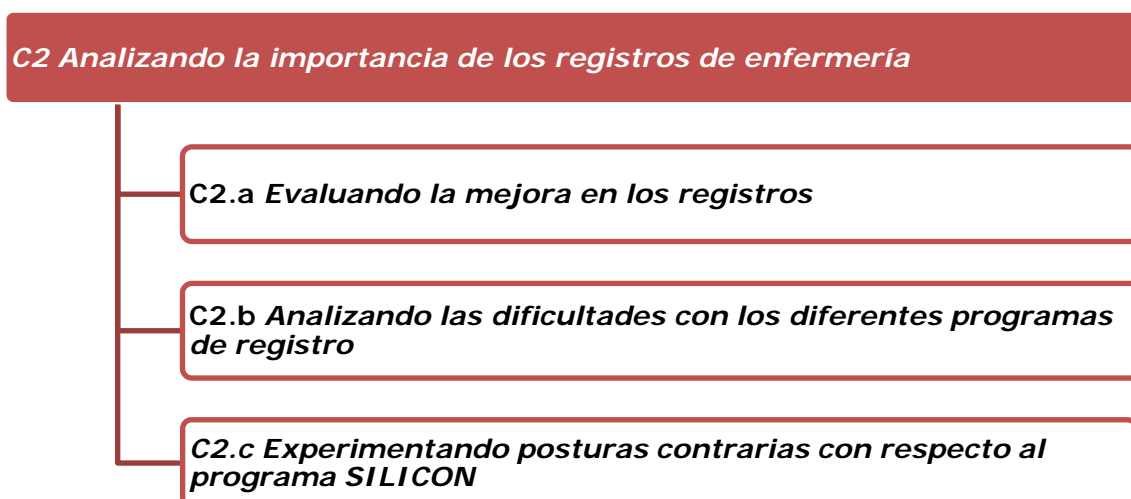 C2 Analizando la importancia de los registros de enfermería
C2.a Evaluando la mejora en los registros
C2.b Analizando las dificultades con los diferentes programas
de registro
C2.c Experimentando posturas contrarias con respecto al
programa SILICON